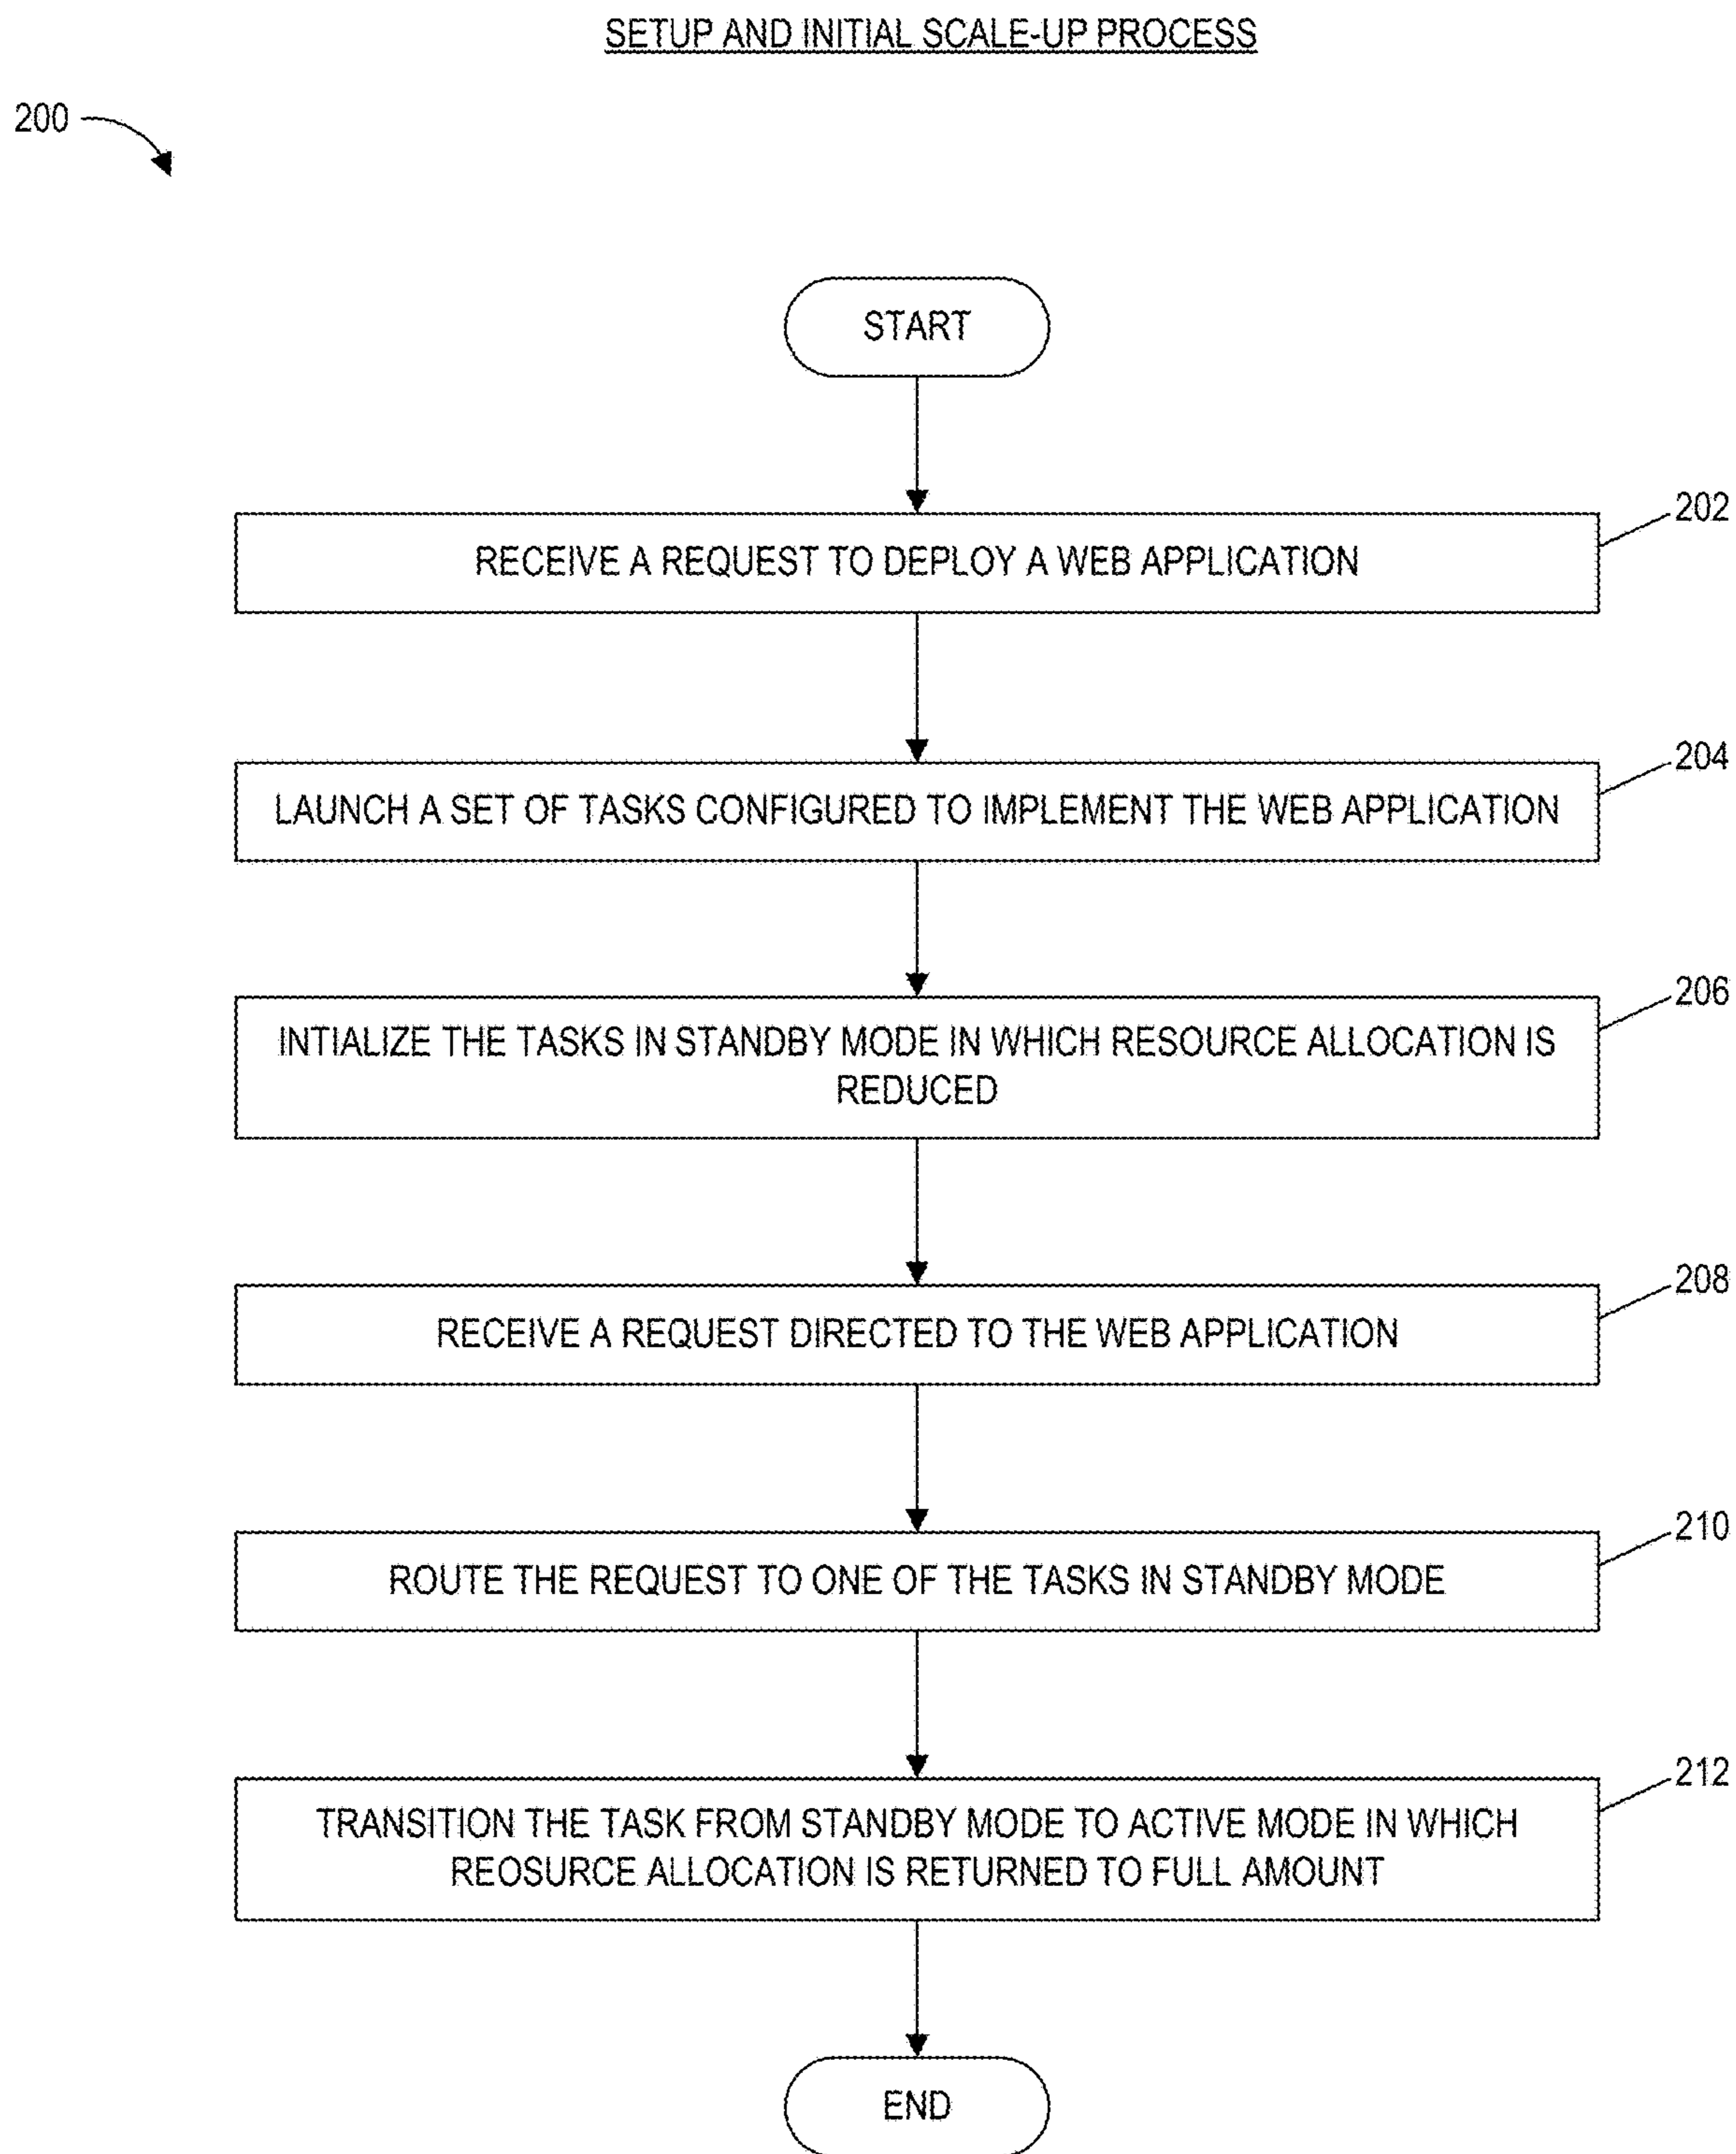 SETUP AND INITIAL SCALE-UP PROCESS
200
START
202
RECEIVE A REQUEST TO DEPLOY A WEB APPLICATION
204
LAUNCH A SET OF TASKS CONFIGURED TO IMPLEMENT THE WEB APPLICATION
206
INTIALIZE THE TASKS IN STANDBY MODE IN WHICH RESOURCE ALLOCATION IS
REDUCED
208
RECEIVE A REQUEST DIRECTED TO THE WEB APPLICATION
210
ROUTE THE REQUEST TO ONE OF THE TASKS IN STANDBY MODE
212
TRANSITION THE TASK FROM STANDBY MODE TO ACTIVE MODE IN WHICH
REOSURCE ALLOCATION IS RETURNED TO FULL AMOUNT
END